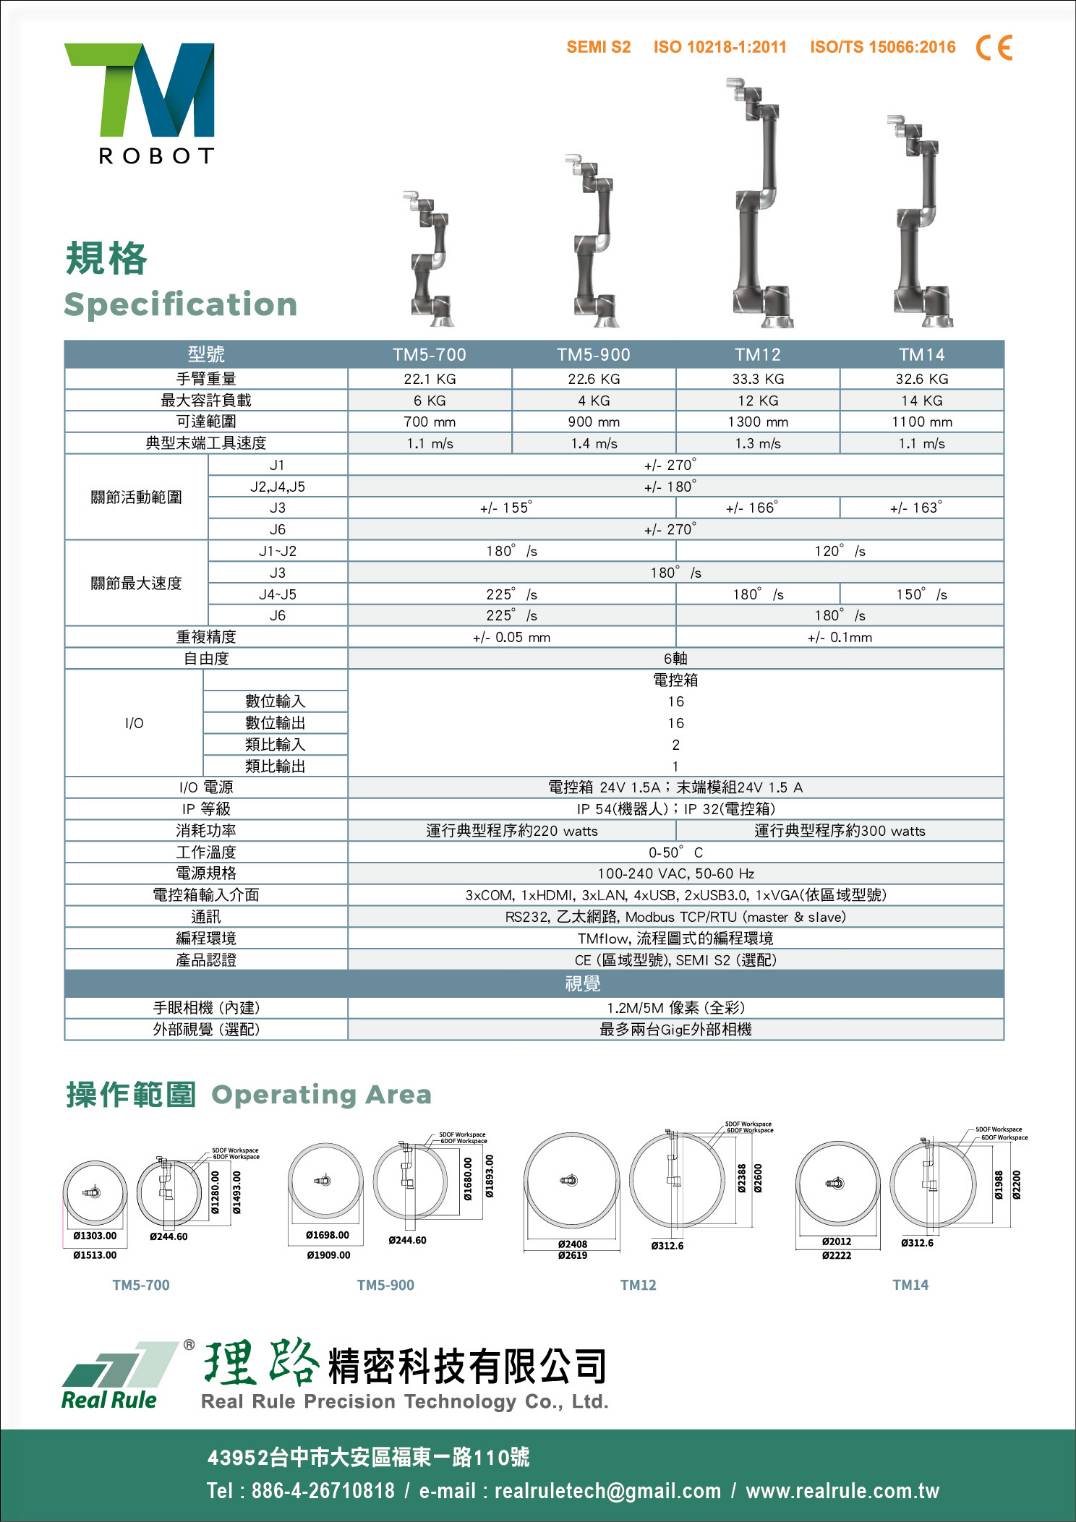 SEMI S2 ISO 10218-1:2011 ISO/TS 15066:2016 CE
TM
ROBOT
規格
Specification
型號 TM5-700 TM5-900 TM12 TM14
手臂重量 22.1 KG 22.6 KG 33.3 KG 32.6 KG
最大容許負載 6 KG 4 KG 12 KG 14 KG
可達範圍 700 mm 900 mm 1300 mm 1100 mm
典型末端工具速度 1.1 m/s 1.4 m/s 1.3 m/s 1.1 m/s
關節活動範圍
J1 +/- 270°
J2,J4,J5 +/- 180°
J3 +/- 155° +/- 166° +/- 163°
J6 +/- 270°
關節最大速度
J1~J2 180° /s 120° /s
J3 180° /s
J4~J5 225° /s 180° /s 150° /s
J6 225° /s 180° /s
重複精度 +/- 0.05 mm +/- 0.1mm
自由度 6軸
I/O
電控箱
數位輸入 16
數位輸出 16
類比輸入 2
類比輸出 1
I/O 電源 電控箱 24V 1.5A；末端模組24V 1.5 A
IP 等級 IP 54(機器人)；IP 32(電控箱)
消耗功率 運行典型程序約220 watts 運行典型程序約300 watts
工作溫度 0-50° C
電源規格 100-240 VAC, 50-60 Hz
電控箱輸入介面 3xCOM, 1xHDMI, 3xLAN, 4xUSB, 2xUSB3.0, 1xVGA(依區域型號)
通訊 RS232, 乙太網路, Modbus TCP/RTU (master & slave)
編程環境 TMflow, 流程圖式的編程環境
產品認證 CE (區域型號), SEMI S2 (選配)
視覺
手眼相機 (內建) 1.2M/5M 像素 (全彩)
外部視覺 (選配) 最多兩台GigE外部相機
操作範圍 Operating Area
5DOF Workspace
6DOF Workspace
Ø1280.00
Ø1493.00
Ø1303.00
Ø244.60
Ø1513.00
TM5-700
5DOF Workspace
6DOF Workspace
Ø1680.00
Ø1893.00
Ø1698.00
Ø244.60
Ø1909.00
TM5-900
5DOF Workspace
6DOF Workspace
Ø2388
Ø2600
Ø2408
Ø312.6
Ø2619
TM12
5DOF Workspace
6DOF Workspace
Ø1988
Ø2200
Ø2012
Ø312.6
Ø2222
TM14
Real Rule ® 理路 精密科技有限公司
Real Rule Precision Technology Co., Ltd.
43952台中市大安區福東一路110號
Tel : 886-4-26710818 / e-mail : realruletech@gmail.com / www.realrule.com.tw